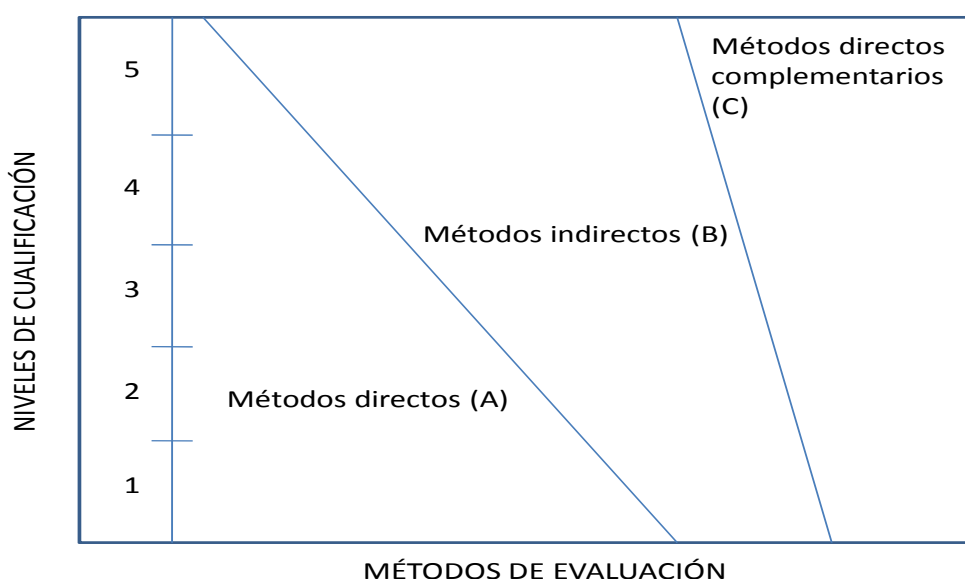 Métodos directos
complementarios
(C)
5
4
Métodos indirectos (B)
3
2
Métodos directos (A)
1
NIVELES DE CUALIFICACIÓN
MÉTODOS DE EVALUACIÓN